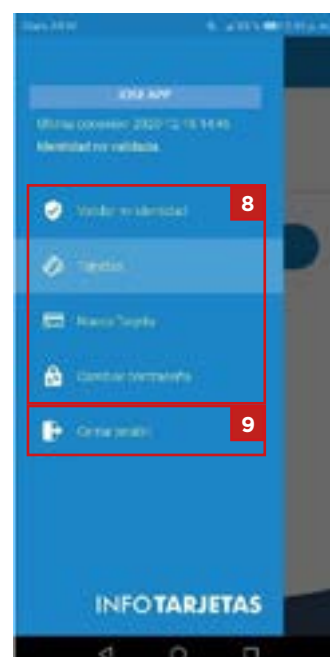 JOSE APP
Última conexión: 2020-12-15 14:45
Identidad no validada
Validar mi identidad
8
Tarjetas
Nueva Tarjeta
Cambiar contraseña
Cerrar sesión
9
INFOTARJETAS